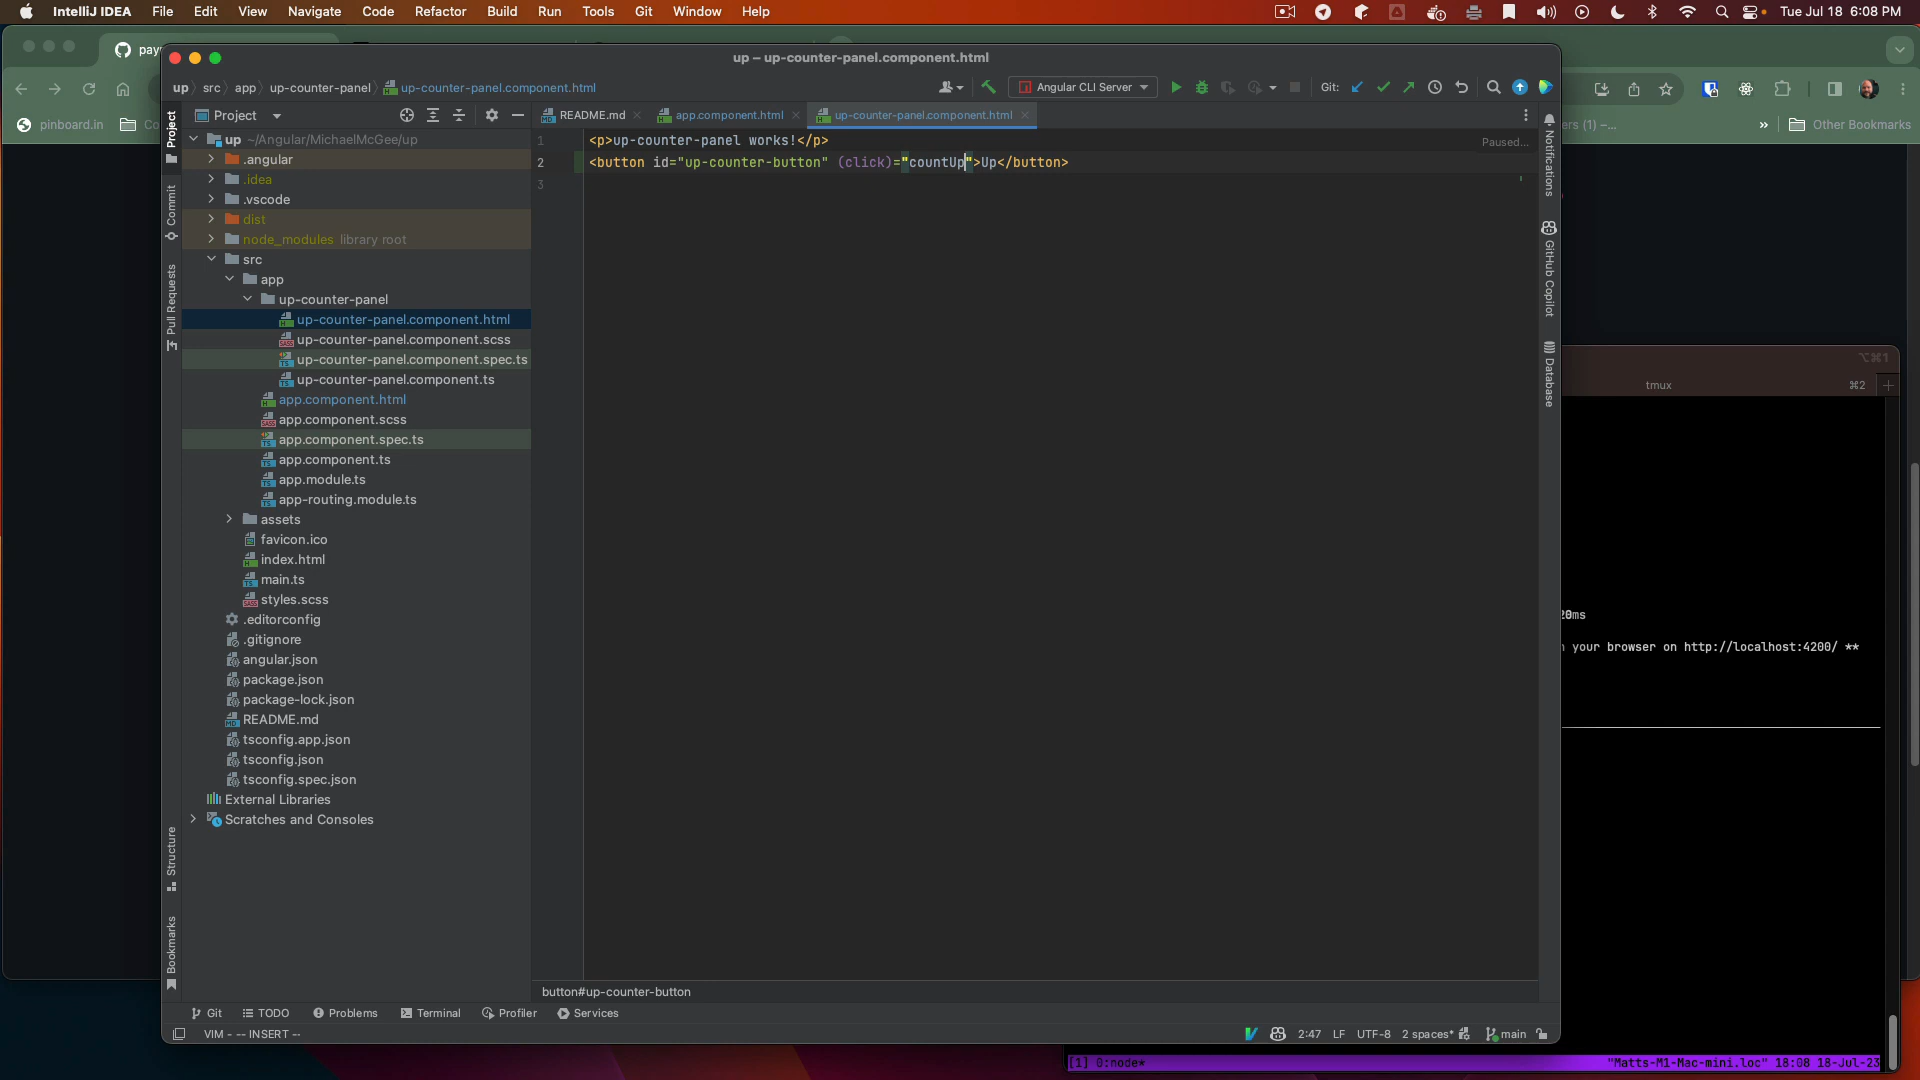 IntelliJ IDEA File Edit View Navigate Code Refactor Build Run Tools Git Window Help Tue Jul 18 6:08 PM
up – up-counter-panel.component.html
up src app up-counter-panel up-counter-panel.component.html Angular CLI Server Git:
pinboard.in
Other Bookmarks
Project
README.md app.component.html up-counter-panel.component.html
up ~/Angular/MichaelMcGee/up
.angular
.idea
.vscode
dist
node_modules library root
src
app
up-counter-panel
up-counter-panel.component.html
up-counter-panel.component.scss
up-counter-panel.component.spec.ts
up-counter-panel.component.ts
app.component.html
app.component.scss
app.component.spec.ts
app.component.ts
app.module.ts
app-routing.module.ts
assets
favicon.ico
index.html
main.ts
styles.scss
.editorconfig
.gitignore
angular.json
package.json
package-lock.json
README.md
tsconfig.app.json
tsconfig.json
tsconfig.spec.json
External Libraries
Scratches and Consoles
1 <p>up-counter-panel works!</p>
2 <button id="up-counter-button" (click)="countUp">Up</button>
3
Paused...
Project
Commit
Pull Requests
Structure
Bookmarks
Notifications
GitHub Copilot
Database
⌥⌘1
tmux ⌘2
20ms
your browser on http://localhost:4200/ **
button#up-counter-button
Git TODO Problems Terminal Profiler Services
VIM - -- INSERT -- 2:47 LF UTF-8 2 spaces* main
[1] 0:node* "Matts-M1-Mac-mini.loc" 18:08 18-Jul-23